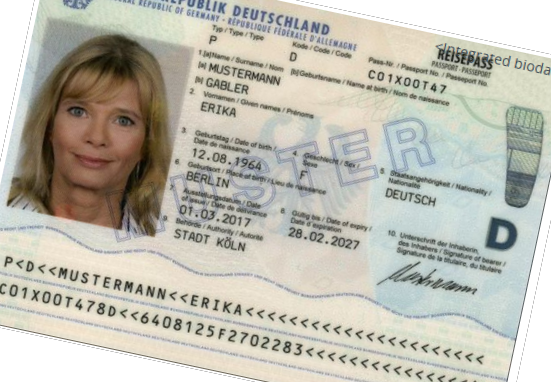 REPUBLIK DEUTSCHLAND
REPUBLIC OF GERMANY · RÉPUBLIQUE FÉDÉRALE D'ALLEMAGNE
Integrated bioda
Typ / Type / Type
P
Kode / Code / Code
D
Pass-Nr. / Passport No. / Passeport No.
C01X00T47
REISEPASS
PASSPORT PASSEPORT
1.(a)Name / Surname / Nom
(b)Geburtsname / Name at birth / Nom de naissance
(a) MUSTERMANN
(b) GABLER
2. Vornamen / Given names / Prénoms
ERIKA
3. Geburtstag / Date of birth /
Date de naissance
12.08.1964
4. Geschlecht / Sex /
Sexe
F
5. Staatsangehörigkeit / Nationality /
Nationalité
DEUTSCH
6. Geburtsort / Place of birth / Lieu de naissance
BERLIN
7. Ausstellungsdatum / Date
of issue / Date de délivrance
01.03.2017
8. Gültig bis / Date of expiry /
Date d'expiration
28.02.2027
Behörde / Authority / Autorité
STADT KÖLN
10. Unterschrift der Inhaberin,
des Inhabers / Signature of bearer /
Signature de la titulaire, du titulaire
D
MUSTER
P<D<<MUSTERMANN<<ERIKA<<<<<<<<<<<<<<<<<<<<
C01X00T478D<<6408125F2702283<<<<<<<<<<<<<<